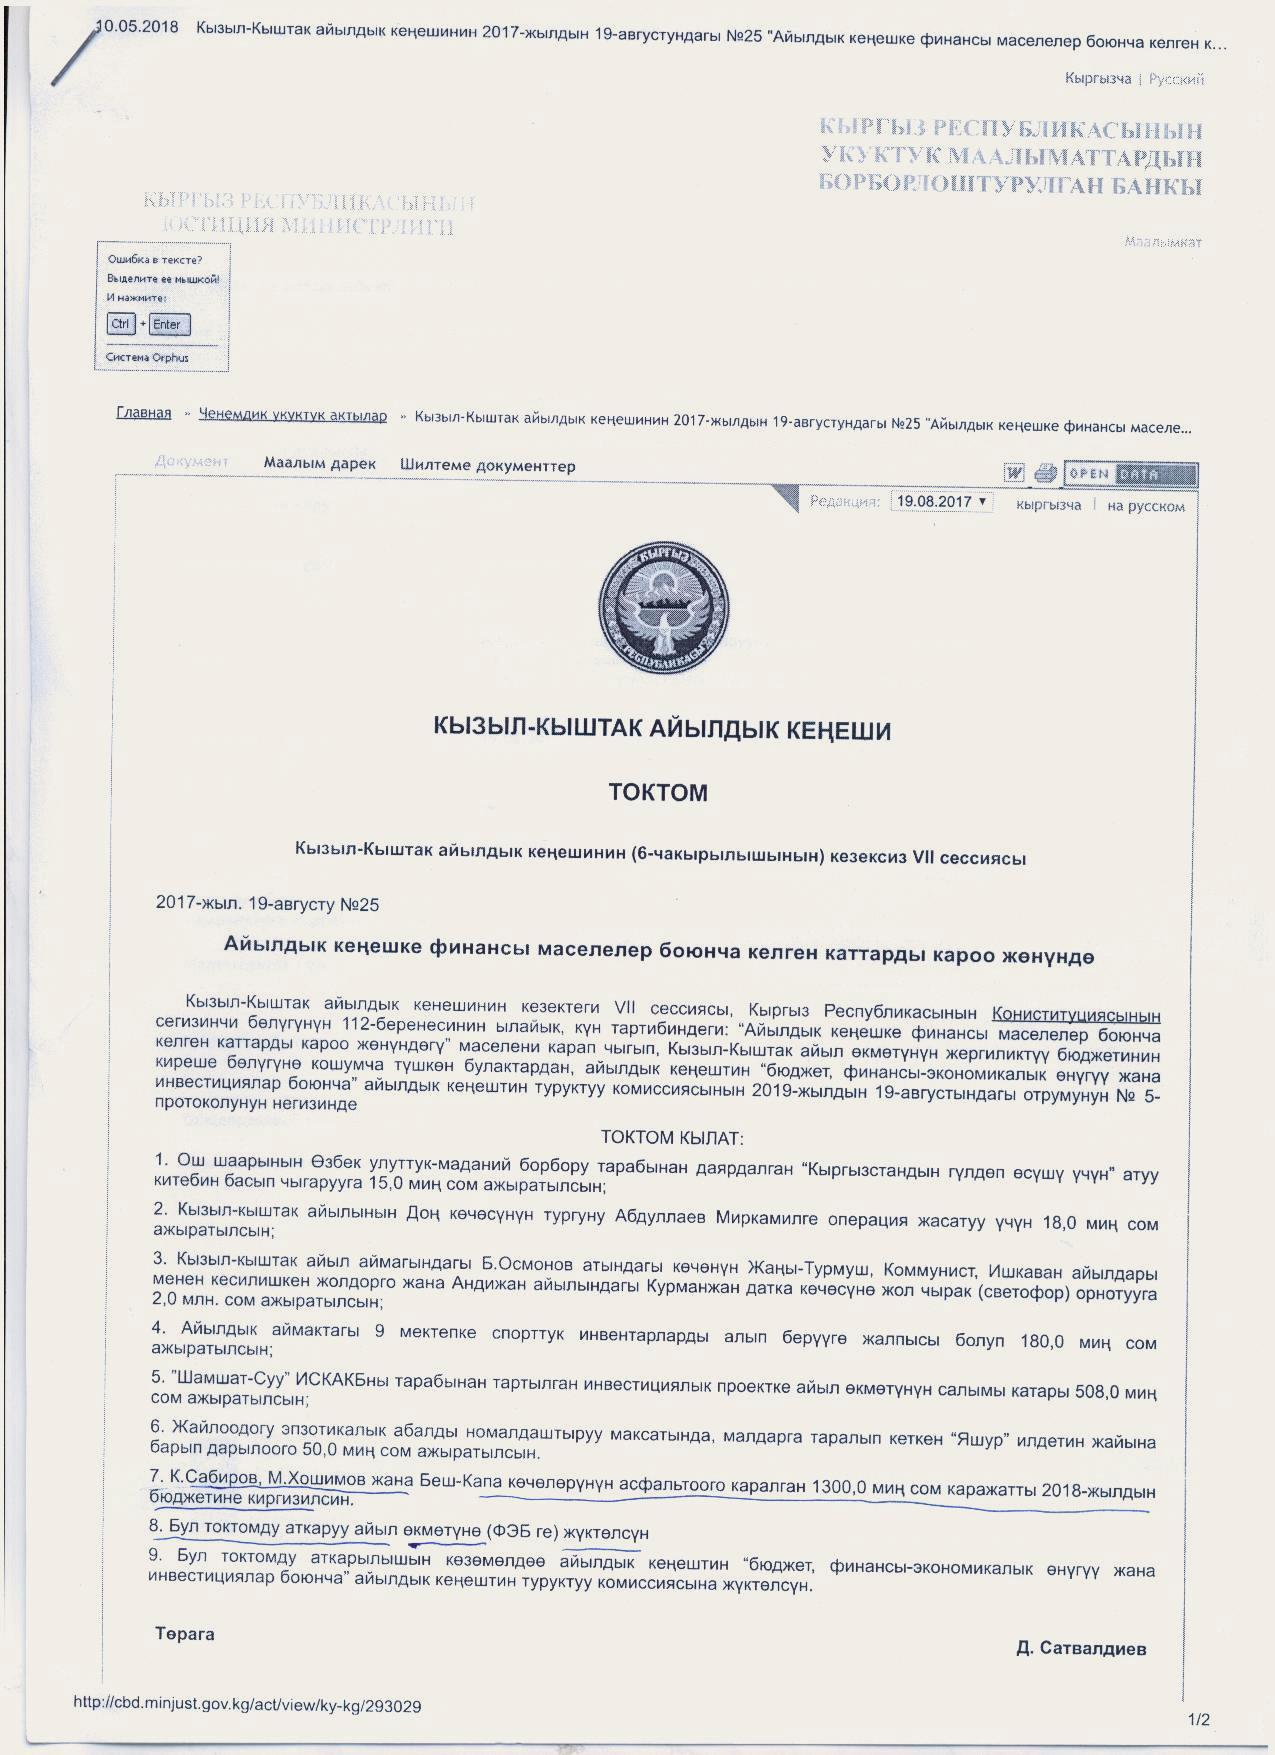 10.05.2018 Кызыл-Кыштак айылдык кеңешинин 2017-жылдын 19-августундагы №25 "Айылдык кеңешке финансы маселелер боюнча келген к...
Кыргызча | Русский
КЫРГЫЗ РЕСПУБЛИКАСЫНЫН
УКУКТУК МААЛЫМАТТАРДЫН
БОРБОРЛОШТУРУЛГАН БАНКЫ
КЫРГЫЗ РЕСПУБЛИКАСЫНЫН
ЮСТИЦИЯ МИНИСТРЛИГИ
Маалымкат
Ошибка в тексте?
Выделите ее мышкой!
И нажмите:
Ctrl + Enter
Система Orphus
Главная » Ченемдик укуктук актылар » Кызыл-Кыштак айылдык кеңешинин 2017-жылдын 19-августундагы №25 "Айылдык кеңешке финансы маселе...
Документ Маалым дарек Шилтеме документтер
W OPEN DATA
Редакция: 19.08.2017 ▼ кыргызча | на русском
КЫРГЫЗ
РЕСПУБЛИКАСЫ
КЫЗЫЛ-КЫШТАК АЙЫЛДЫК КЕҢЕШИ
ТОКТОМ
Кызыл-Кыштак айылдык кеңешинин (6-чакырылышынын) кезексиз VII сессиясы
2017-жыл. 19-августу №25
Айылдык кеңешке финансы маселелер боюнча келген каттарды кароо жөнүндө
Кызыл-Кыштак айылдык кенешинин кезектеги VII сессиясы, Кыргыз Республикасынын Кониституциясынын
сегизинчи бөлүгүнүн 112-беренесинин ылайык, күн тартибиндеги: “Айылдык кеңешке финансы маселелер боюнча
келген каттарды кароо жөнүндөгү” маселени карап чыгып, Кызыл-Кыштак айыл өкмөтүнүн жергиликтүү бюджетинин
киреше бөлүгүнө кошумча түшкөн булактардан, айылдык кеңештин “бюджет, финансы-экономикалык өнүгүү жана
инвестициялар боюнча” айылдык кеңештин туруктуу комиссиясынын 2019-жылдын 19-августындагы отрумунун № 5-
протоколунун негизинде
ТОКТОМ КЫЛАТ:
1. Ош шаарынын Өзбек улуттук-маданий борбору тарабынан даярдалган “Кыргызстандын гүлдөп өсүшү үчүн” атуу
китебин басып чыгарууга 15,0 миң сом ажыратылсын;
2. Кызыл-кыштак айылынын Доң көчөсүнүн тургуну Абдуллаев Миркамилге операция жасатуу үчүн 18,0 миң сом
ажыратылсын;
3. Кызыл-кыштак айыл аймагындагы Б.Осмонов атындагы көчөнүн Жаңы-Турмуш, Коммунист, Ишкаван айылдары
менен кесилишкен жолдорго жана Андижан айылындагы Курманжан датка көчөсүнө жол чырак (светофор) орнотууга
2,0 млн. сом ажыратылсын;
4. Айылдык аймактагы 9 мектепке спорттук инвентарларды алып берүүгө жалпысы болуп 180,0 миң сом
ажыратылсын;
5. ”Шамшат-Суу” ИСКАКБны тарабынан тартылган инвестициялык проектке айыл өкмөтүнүн салымы катары 508,0 миң
сом ажыратылсын;
6. Жайлоодогу эпзотикалык абалды номалдаштыруу максатында, малдарга таралып кеткен “Яшур” илдетин жайына
барып дарылоого 50,0 миң сом ажыратылсын.
7. К.Сабиров, М.Хошимов жана Беш-Капа көчөлөрүнүн асфальтоого каралган 1300,0 миң сом каражатты 2018-жылдын
бюджетине киргизилсин.
8. Бул токтомду аткаруу айыл өкмөтүнө (ФЭБ ге) жүктөлсүн
9. Бул токтомду аткарылышын көзөмөлдөө айылдык кеңештин “бюджет, финансы-экономикалык өнүгүү жана
инвестициялар боюнча” айылдык кеңештин туруктуу комиссиясына жүктөлсүн.
Төрага
Д. Сатвалдиев
http://cbd.minjust.gov.kg/act/view/ky-kg/293029
1/2